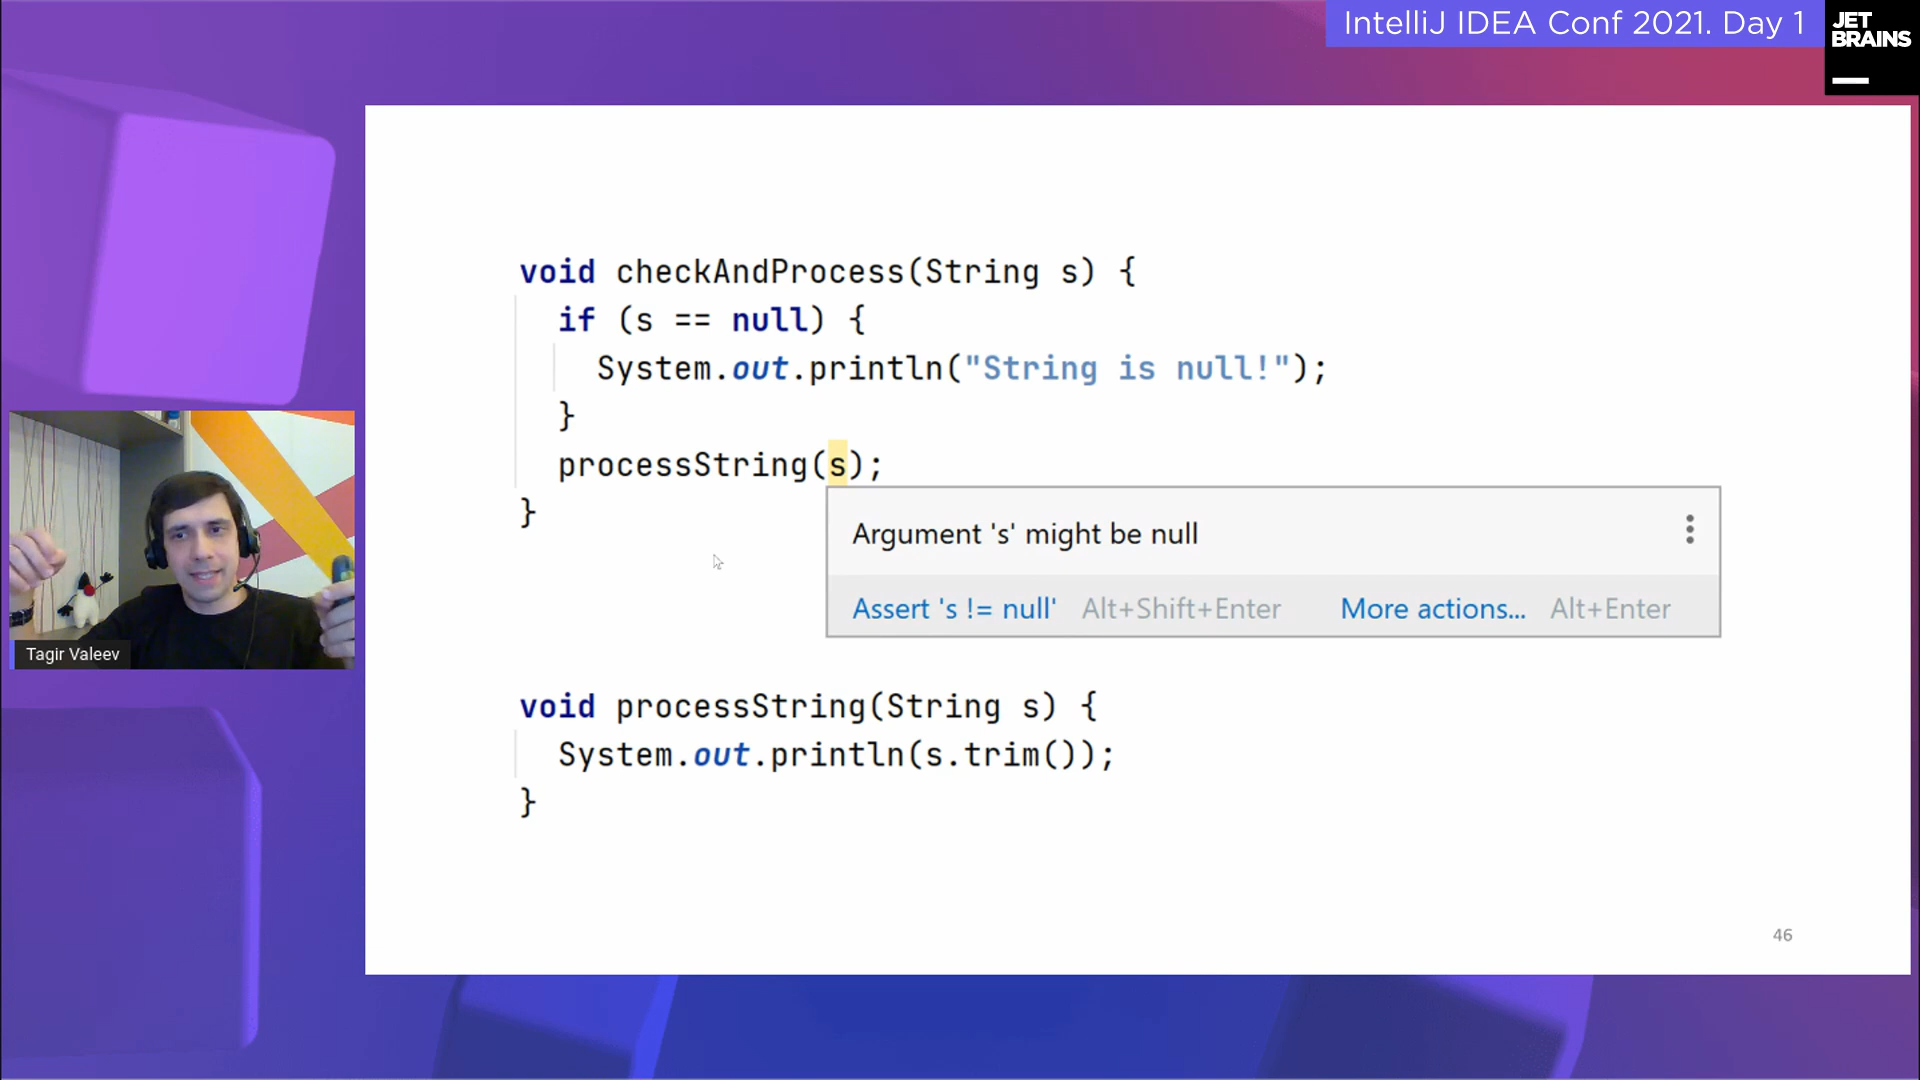 IntelliJ IDEA Conf 2021. Day 1
JET
BRAINS
void checkAndProcess(String s) {
if (s == null) {
System.out.println("String is null!");
}
processString(s);
}
Argument 's' might be null
Assert 's != null' Alt+Shift+Enter More actions... Alt+Enter
Tagir Valeev
void processString(String s) {
System.out.println(s.trim());
}
46